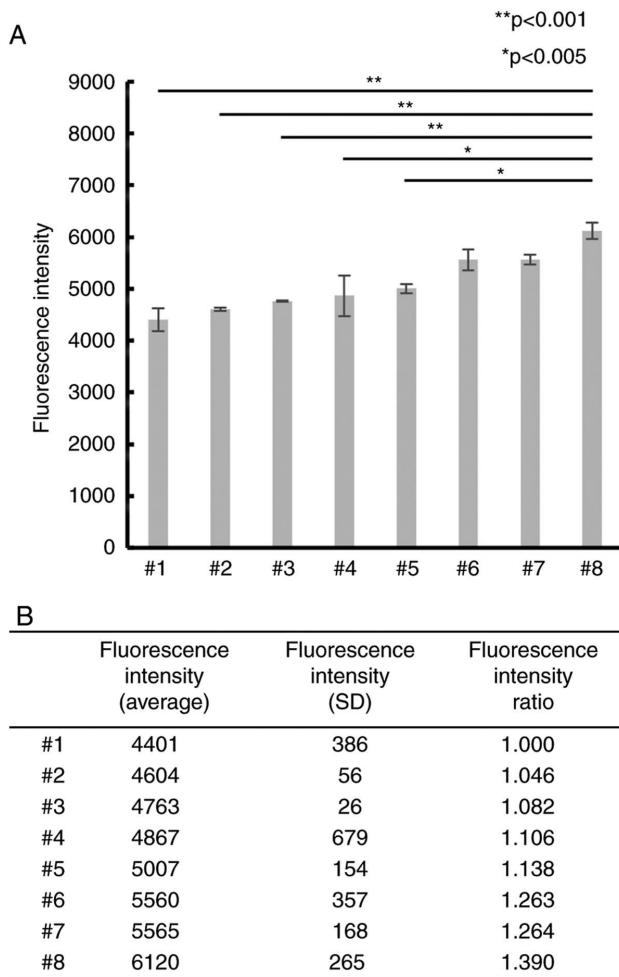 **p<0.001
A
*p<0.005
9000
**
8000
**
**
7000
*
*
6000
5000
4000
3000
2000
1000
0
Fluorescence intensity
#1 #2 #3 #4 #5 #6 #7 #8
B
Fluorescence Fluorescence Fluorescence
intensity intensity intensity
(average) (SD) ratio
#1 4401 386 1.000
#2 4604 56 1.046
#3 4763 26 1.082
#4 4867 679 1.106
#5 5007 154 1.138
#6 5560 357 1.263
#7 5565 168 1.264
#8 6120 265 1.390